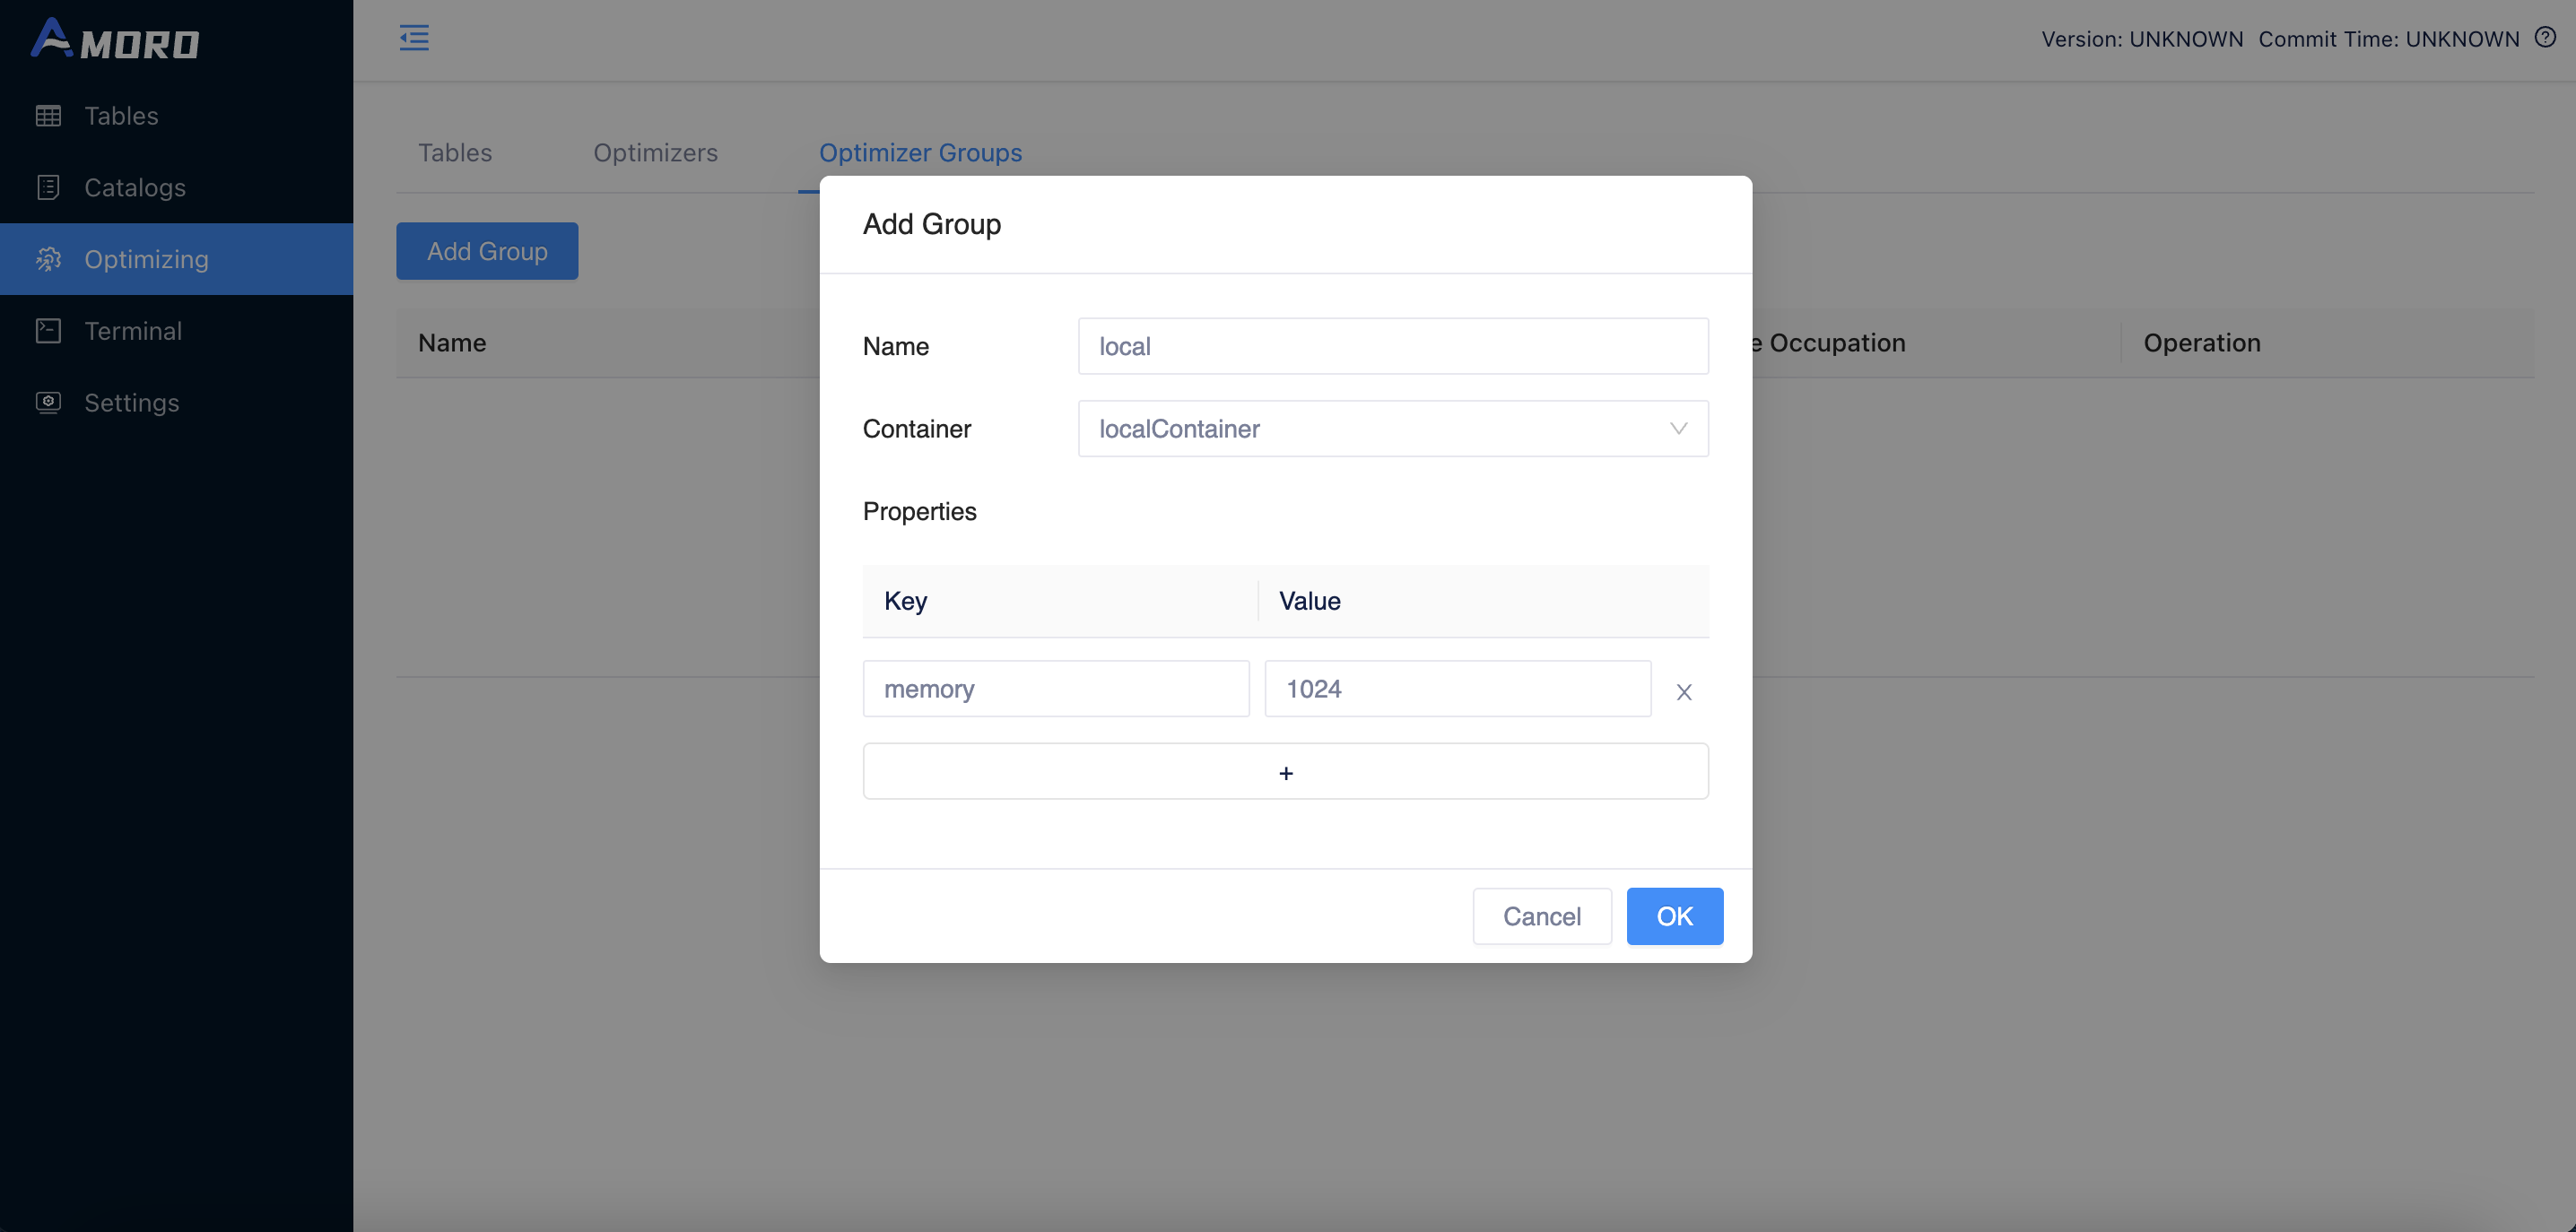 AMORO
Version: UNKNOWN Commit Time: UNKNOWN
Tables
Catalogs
Optimizing
Terminal
Settings
Tables Optimizers Optimizer Groups
Add Group
Name e Occupation Operation
Add Group
Name local
Container localContainer
Properties
Key Value
memory 1024 X
+
Cancel OK